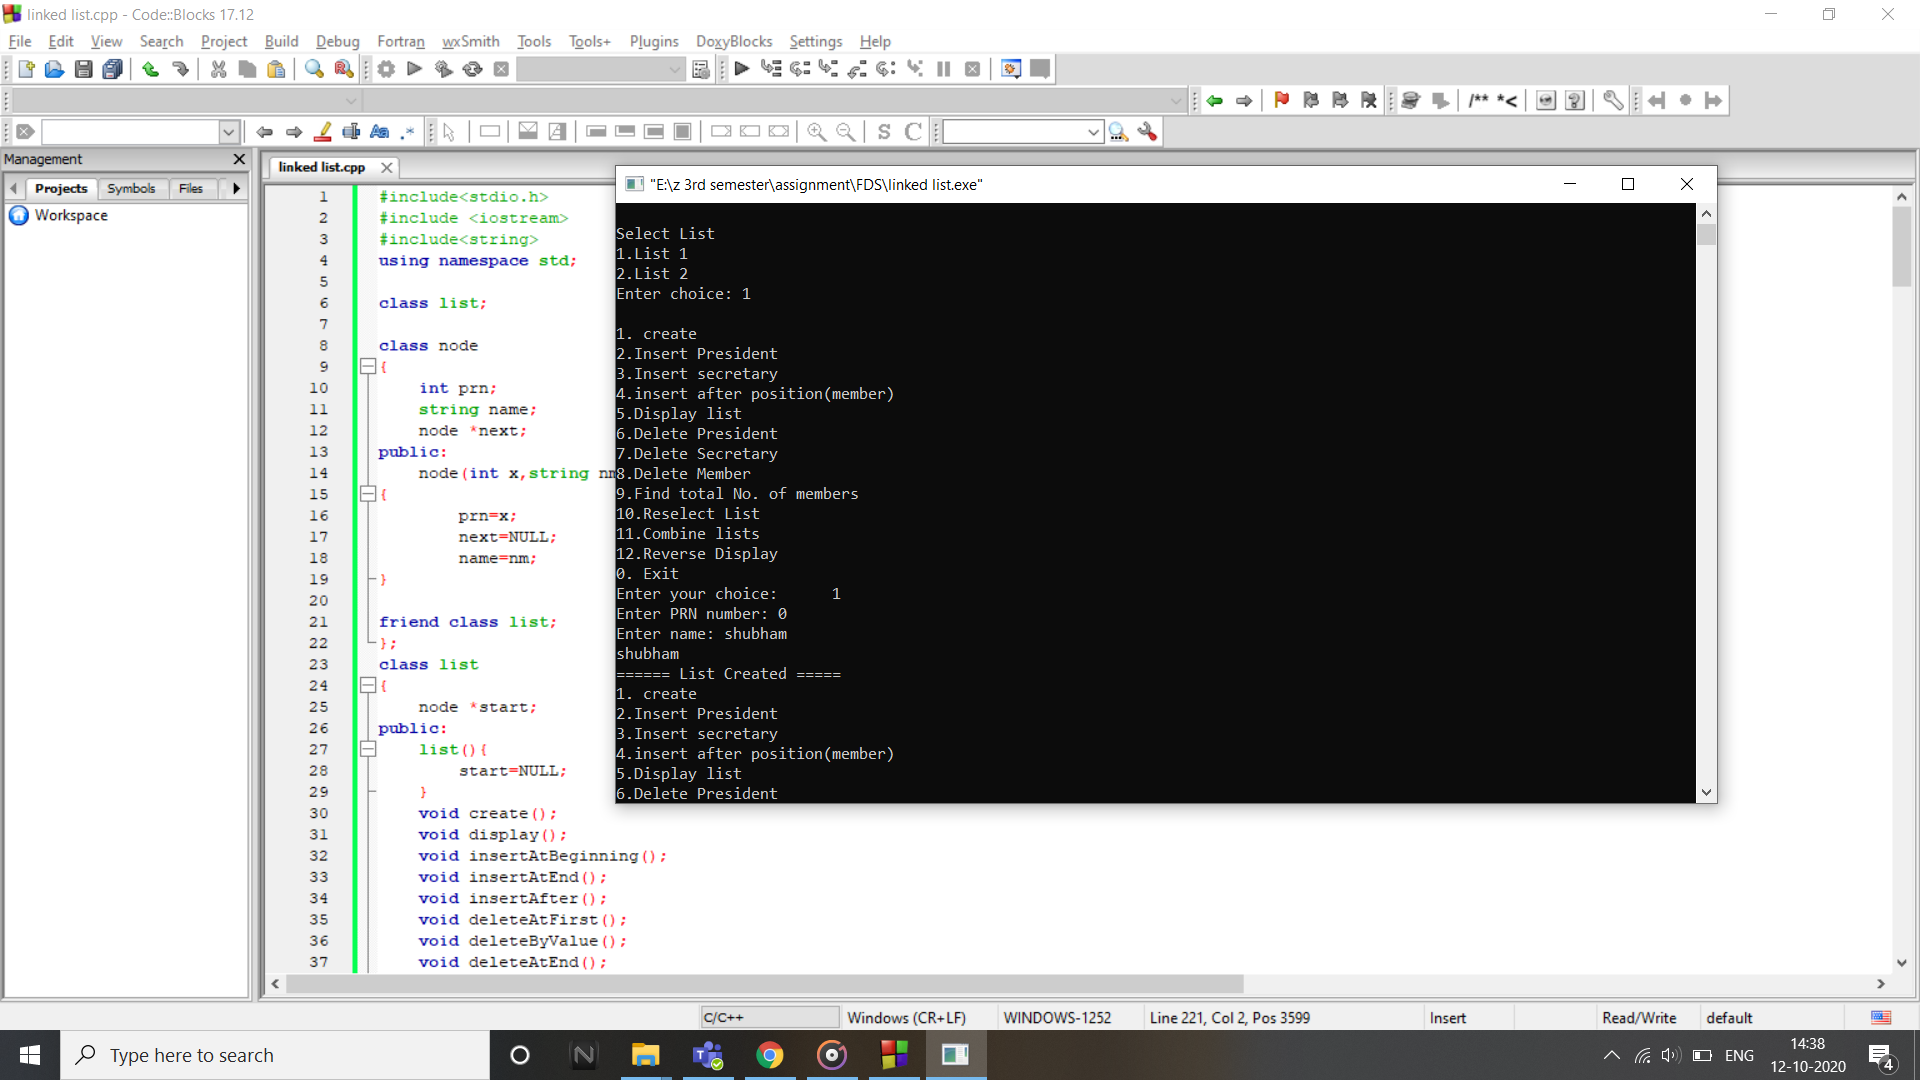 linked list.cpp - Code::Blocks 17.12
File Edit View Search Project Build Debug Fortran wxSmith Tools Tools+ Plugins DoxyBlocks Settings Help
/** *<
S C
Management
Projects Symbols Files
Workspace
linked list.cpp
1 #include<stdio.h>
2 #include <iostream>
3 #include<string>
4 using namespace std;
5
6 class list;
7
8 class node
9 {
10 int prn;
11 string name;
12 node *next;
13 public:
14 node(int x,string nm
15 {
16 prn=x;
17 next=NULL;
18 name=nm;
19 }
20
21 friend class list;
22 };
23 class list
24 {
25 node *start;
26 public:
27 list(){
28 start=NULL;
29 }
30 void create();
31 void display();
32 void insertAtBeginning();
33 void insertAtEnd();
34 void insertAfter();
35 void deleteAtFirst();
36 void deleteByValue();
37 void deleteAtEnd();
"E:\z 3rd semester\assignment\FDS\linked list.exe"
Select List
1.List 1
2.List 2
Enter choice: 1
1. create
2.Insert President
3.Insert secretary
4.insert after position(member)
5.Display list
6.Delete President
7.Delete Secretary
8.Delete Member
9.Find total No. of members
10.Reselect List
11.Combine lists
12.Reverse Display
0. Exit
Enter your choice: 1
Enter PRN number: 0
Enter name: shubham
shubham
====== List Created =====
1. create
2.Insert President
3.Insert secretary
4.insert after position(member)
5.Display list
6.Delete President
C/C++ Windows (CR+LF) WINDOWS-1252 Line 221, Col 2, Pos 3599 Insert Read/Write default
Type here to search
ENG
14:38
12-10-2020
4